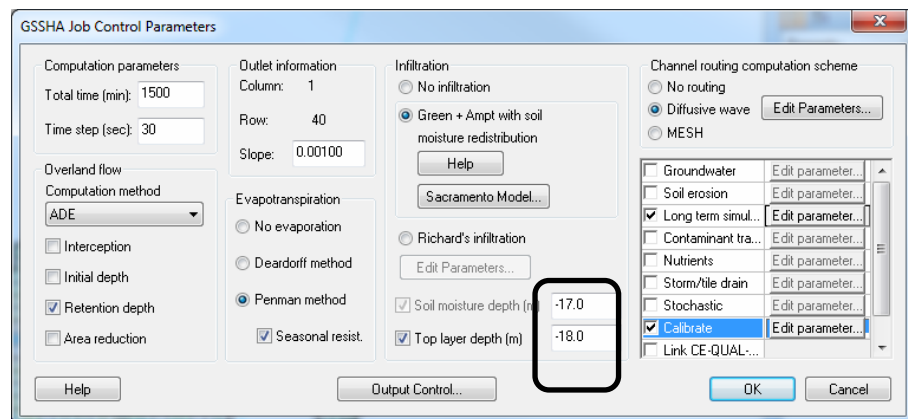 GSSHA Job Control Parameters
Computation parameters
Total time (min): 1500
Time step (sec): 30
Overland flow
Computation method
ADE
Interception
Initial depth
Retention depth
Area reduction
Outlet information
Column: 1
Row: 40
Slope: 0.00100
Evapotranspiration
No evaporation
Deardorff method
Penman method
Seasonal resist.
Infiltration
No infiltration
Green + Ampt with soil
moisture redistribution
Help
Sacramento Model...
Richard's infiltration
Edit Parameters...
Soil moisture depth (m) -17.0
Top layer depth (m) -18.0
Channel routing computation scheme
No routing
Diffusive wave Edit Parameters...
MESH
Groundwater Edit parameter...
Soil erosion Edit parameter...
Long term simul... Edit parameter...
Contaminant tra... Edit parameter...
Nutrients Edit parameter...
Storm/tile drain Edit parameter...
Stochastic Edit parameter...
Calibrate Edit parameter...
Link CE-QUAL-...
Help
Output Control...
OK
Cancel